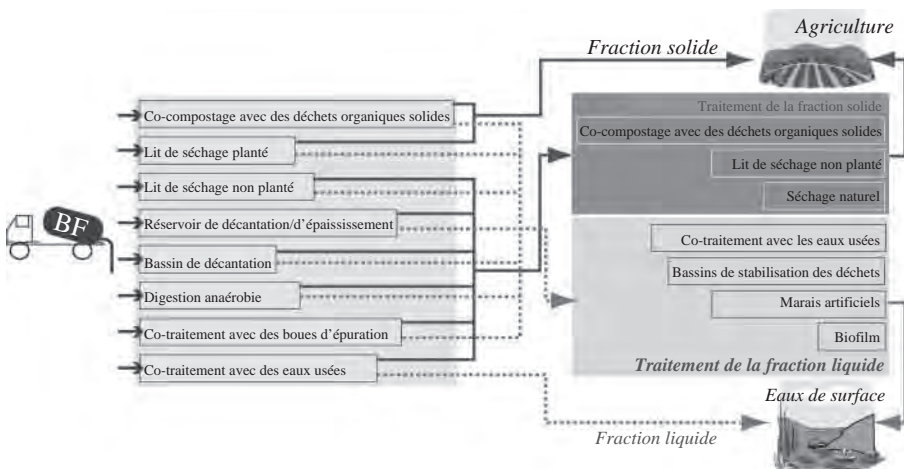 Agriculture
Fraction solide
Co-compostage avec des déchets organiques solides
Lit de séchage planté
Lit de séchage non planté
Réservoir de décantation/d'épaississement
Bassin de décantation
Digestion anaérobie
Co-traitement avec des boues d'épuration
Co-traitement avec des eaux usées
BF
Traitement de la fraction solide
Co-compostage avec des déchets organiques solides
Lit de séchage non planté
Séchage naturel
Co-traitement avec les eaux usées
Bassins de stabilisation des déchets
Marais artificiels
Biofilm
Traitement de la fraction liquide
Eaux de surface
Fraction liquide